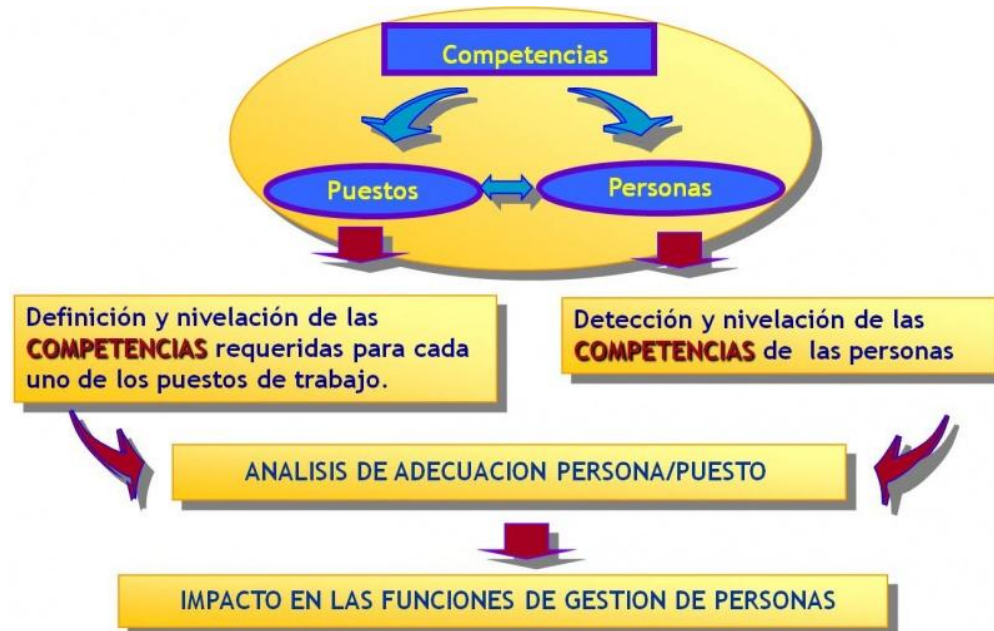 Competencias
Puestos
Personas
Definición y nivelación de las
COMPETENCIAS requeridas para cada
uno de los puestos de trabajo.
Detección y nivelación de las
COMPETENCIAS de las personas
ANALISIS DE ADECUACION PERSONA/PUESTO
IMPACTO EN LAS FUNCIONES DE GESTION DE PERSONAS